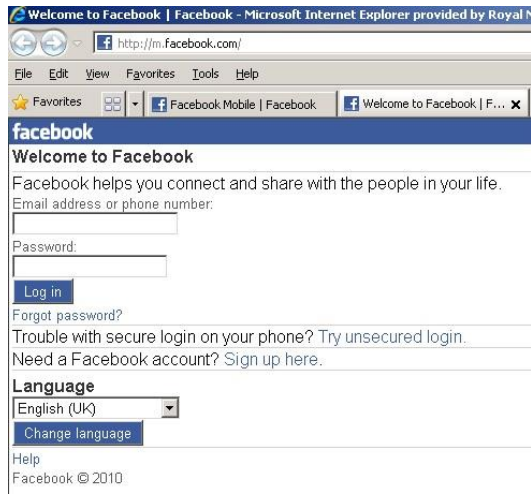 Welcome to Facebook | Facebook - Microsoft Internet Explorer provided by Royal
http://m.facebook.com/
File Edit View Favorites Tools Help
Favorites Facebook Mobile | Facebook Welcome to Facebook | F...
facebook
Welcome to Facebook
Facebook helps you connect and share with the people in your life.
Email address or phone number:
Password:
Log in
Forgot password?
Trouble with secure login on your phone? Try unsecured login.
Need a Facebook account? Sign up here.
Language
English (UK)
Change language
Help
Facebook © 2010